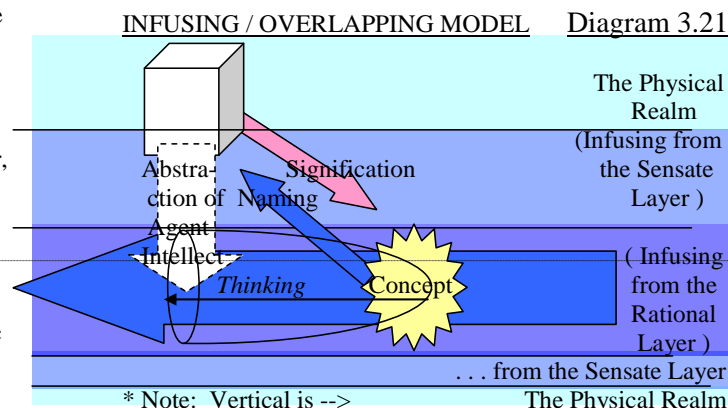 INFUSING / OVERLAPPING MODEL Diagram 3.21
The Physical
Realm
(Infusing from
the Sensate
Layer )
Abstra-
ction of
Agent
Intellect
Signification
Naming
Thinking
Concept
( Infusing
from the
Rational
Layer )
. . . from the Sensate Layer
* Note: Vertical is --> The Physical Realm